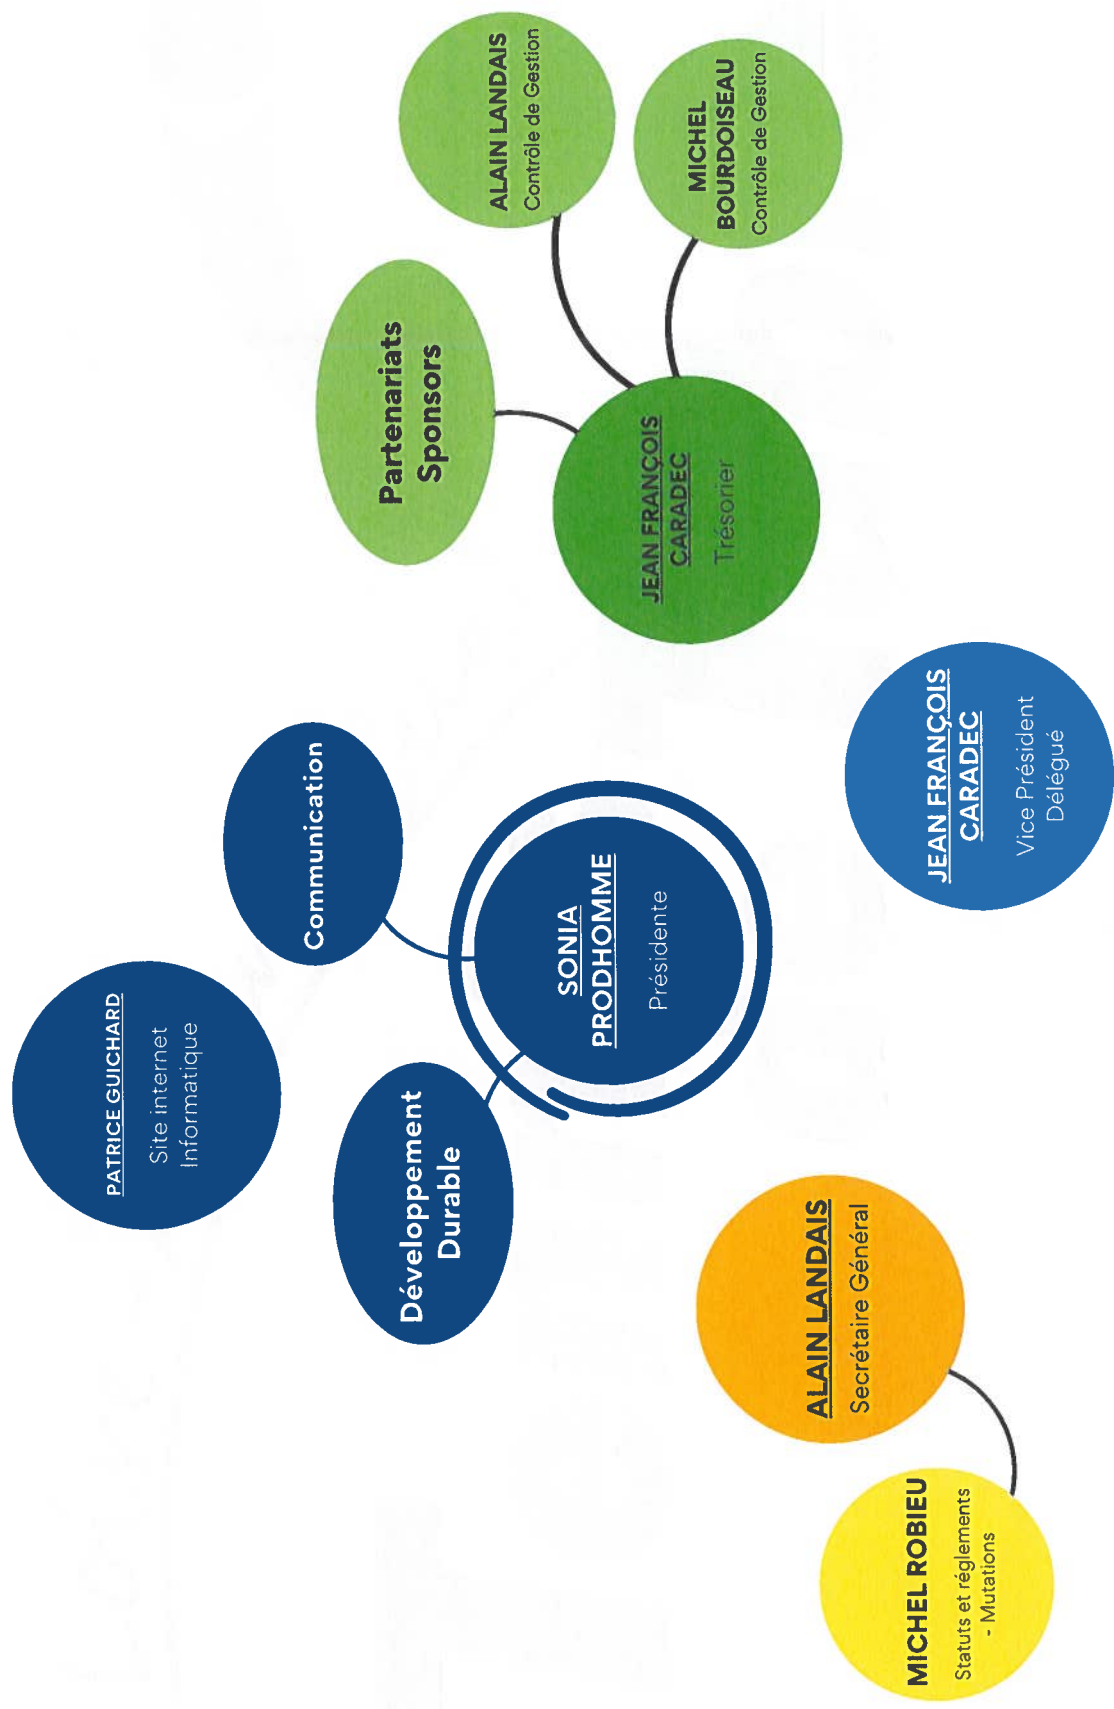 PATRICE GUICHARD
Site internet
Informatique
Communication
Développement
Durable
SONIA
PRODHOMME
Présidente
Partenariats
Sponsors
ALAIN LANDAIS
Contrôle de Gestion
MICHEL
BOURDOISEAU
Contrôle de Gestion
JEAN FRANÇOIS
CARADEC
Trésorier
JEAN FRANÇOIS
CARADEC
Vice Président
Délégué
ALAIN LANDAIS
Secrétaire Général
MICHEL ROBIEU
Statuts et réglements
- Mutations